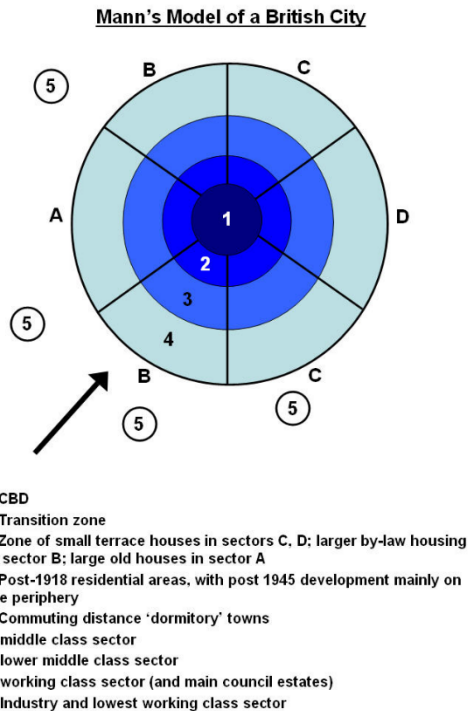 Mann's Model of a British City
B
C
5
A
1
D
2
3
5
4
B
C
5
5
CBD
Transition zone
Zone of small terrace houses in sectors C, D; larger by-law housing
sector B; large old houses in sector A
Post-1918 residential areas, with post 1945 development mainly on
e periphery
Commuting distance 'dormitory' towns
middle class sector
lower middle class sector
working class sector (and main council estates)
Industry and lowest working class sector